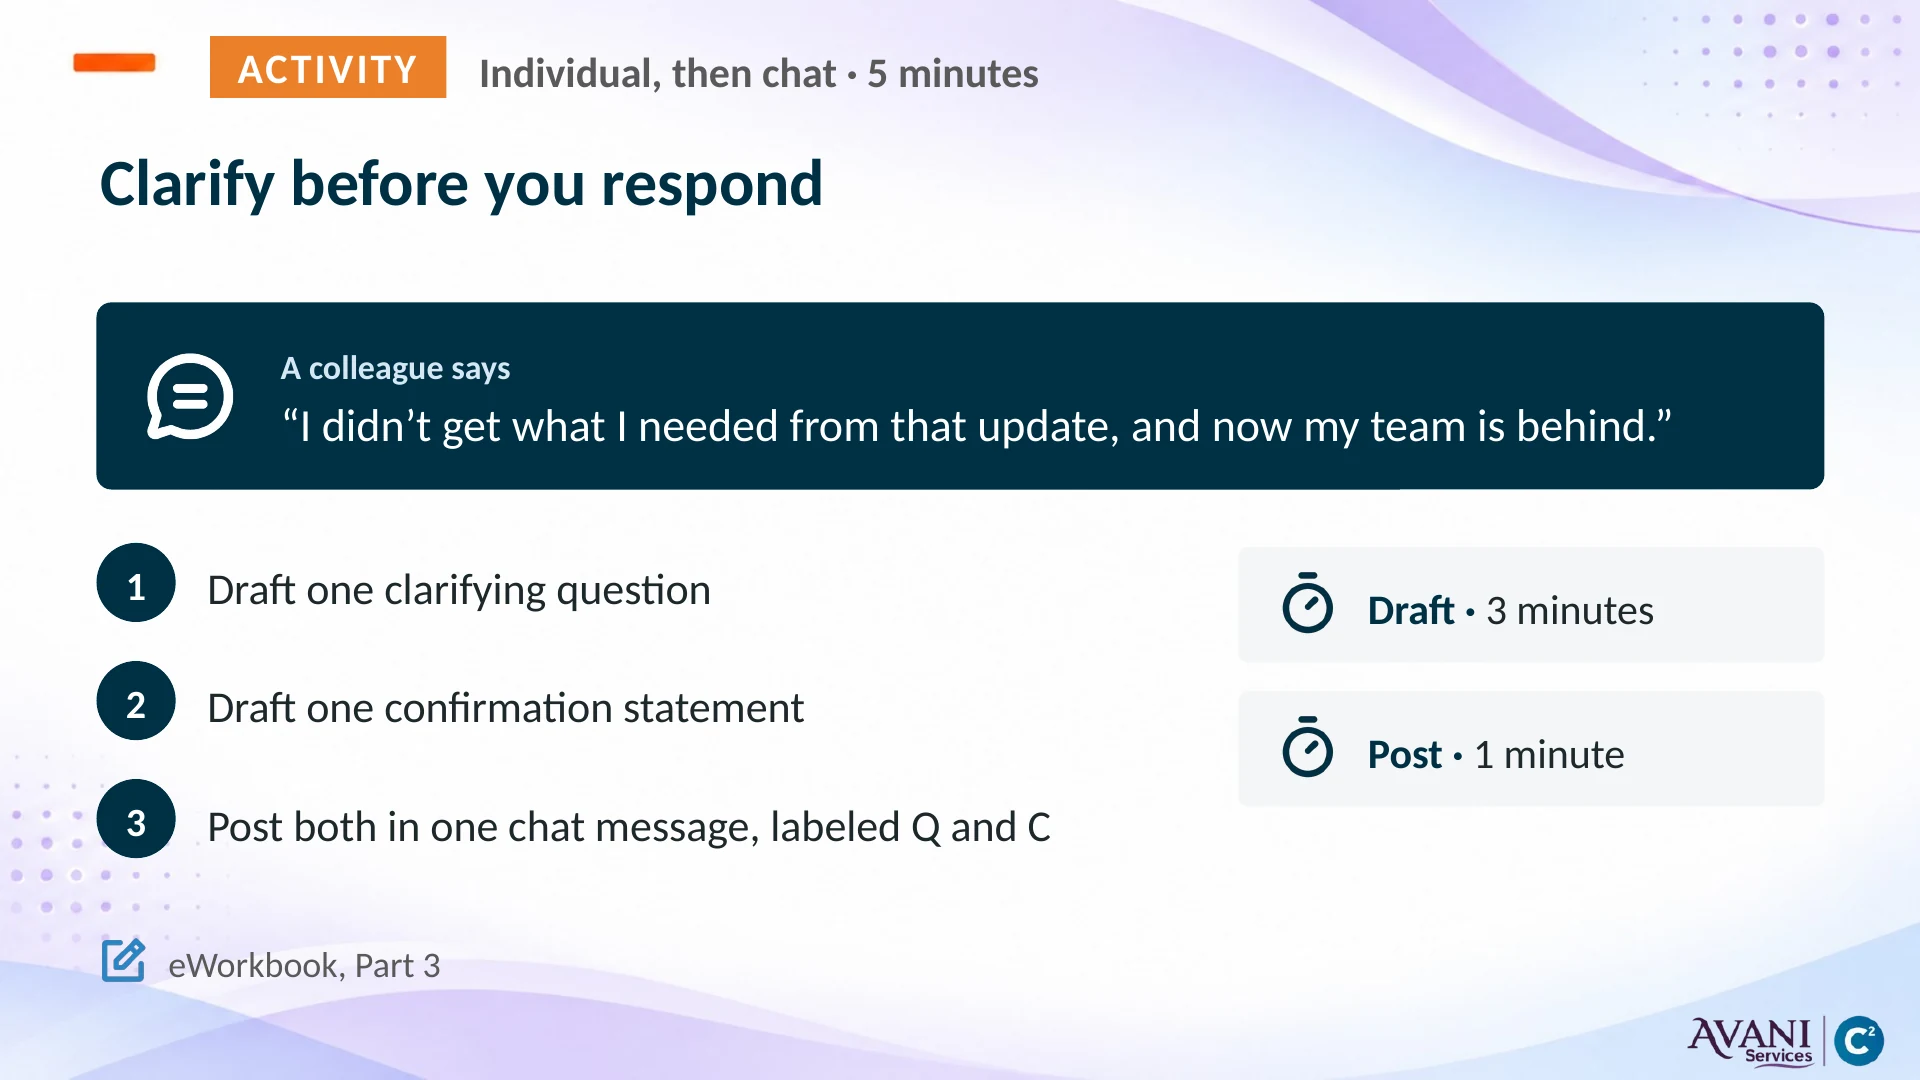 ACTIVITY
Individual, then chat · 5 minutes
Clarify before you respond
A colleague says
“I didn’t get what I needed from that update, and now my team is behind.”
1 Draft one clarifying question
2 Draft one confirmation statement
3 Post both in one chat message, labeled Q and C
Draft · 3 minutes
Post · 1 minute
eWorkbook, Part 3
AVANI
Services
C²